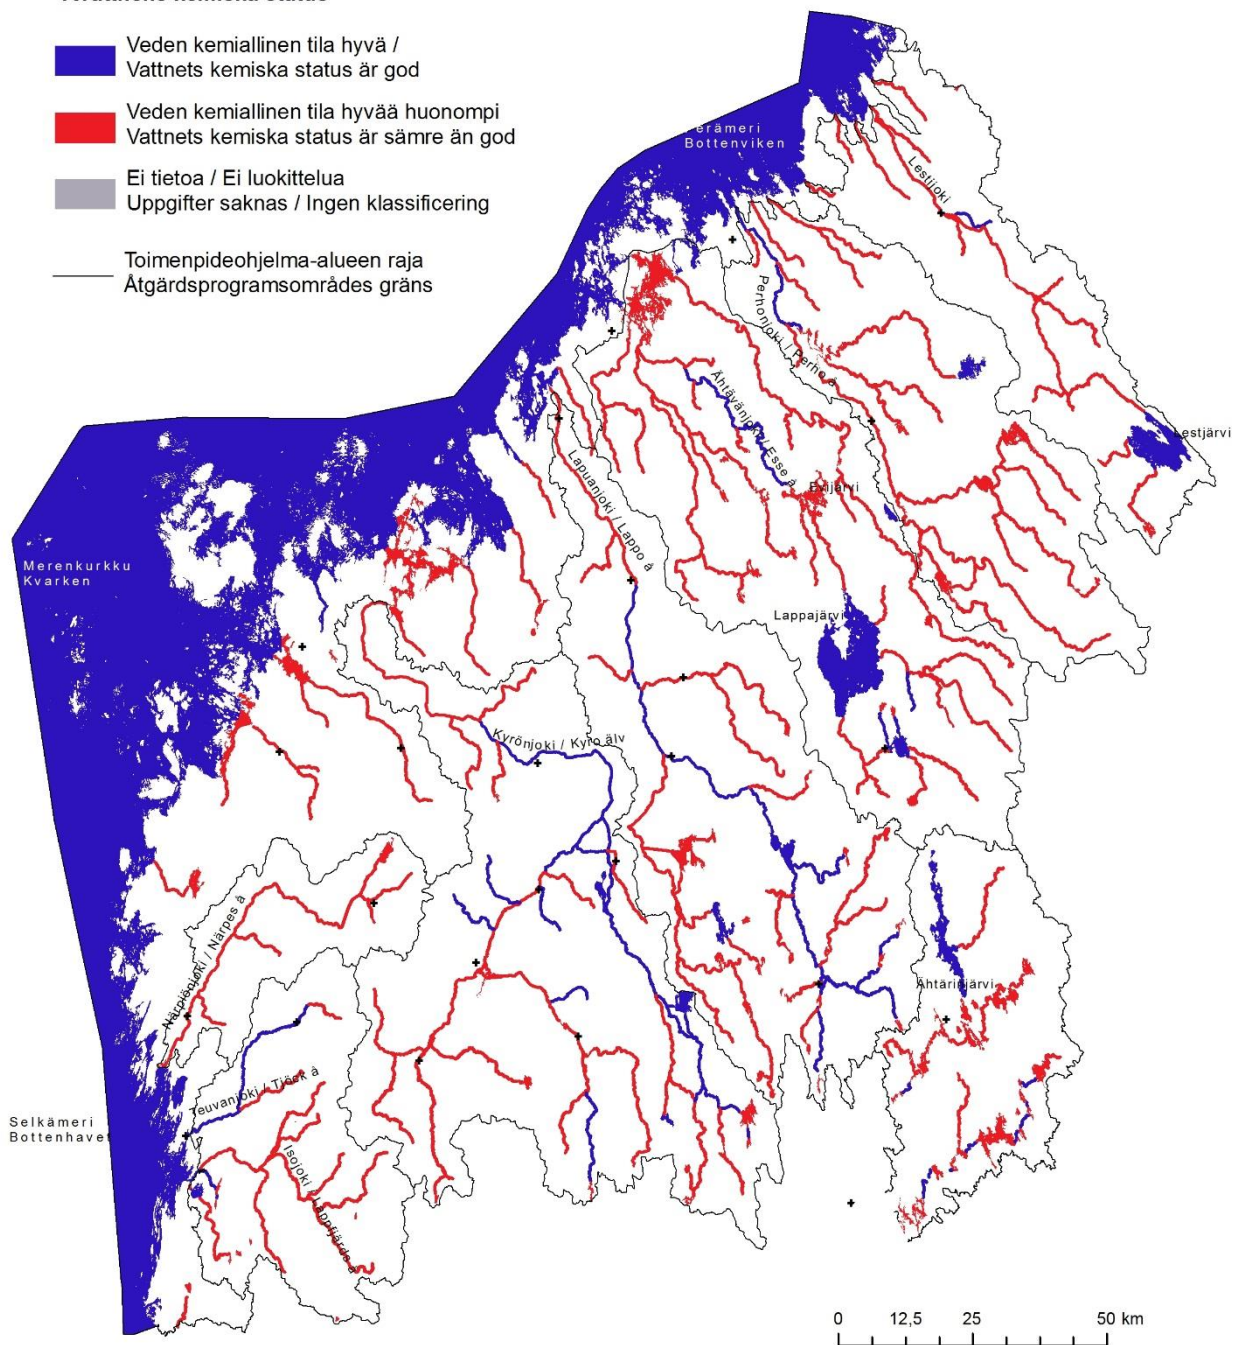 Veden kemiallinen tila hyvä /
Vattnets kemiska status är god
Veden kemiallinen tila hyvää huonompi
Vattnets kemiska status är sämre än god
Ei tietoa / Ei luokittelua
Uppgifter saknas / Ingen klassificering
Toimenpideohjelma-alueen raja
Åtgärdsprogramsområdes gräns
Perämeri
Bottenviken
Lestijoki
Perhonjoki / Perho å
Ähtävänjoki / Esse å
Lestjärvi
Lapuanjoki / Lappo å
Evijärvi
Merenkurkku
Kvarken
Lappajärvi
Kyrönjoki / Kyro älv
Närpiönjoki / Närpes å
Ähtärinjärvi
Teuvanjoki / Tjöck å
Selkämeri
Bottenhavet
Isojoki / Lappfjärds å
0 12,5 25 50 km